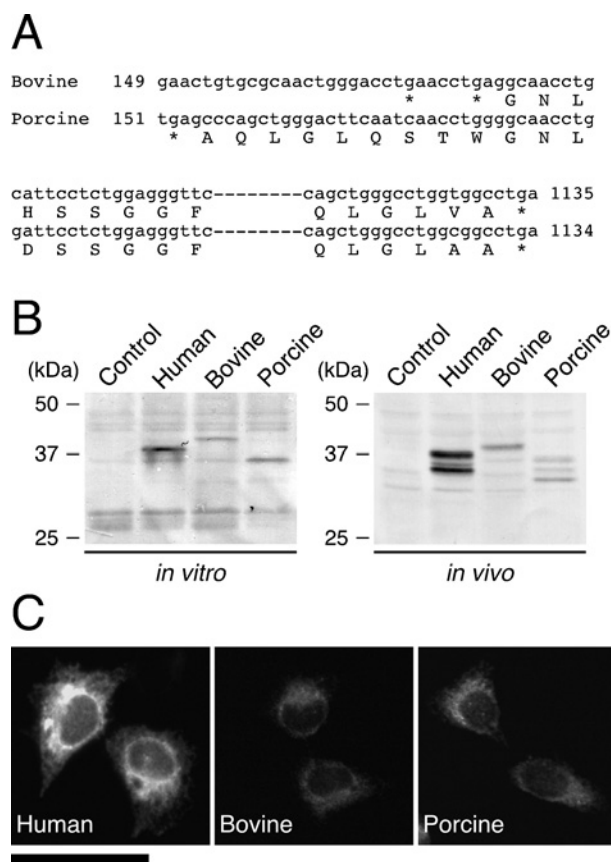 A
Bovine 149 gaactgtgcgcaactgggacctgaacctgaggcaacctg
* * G N L
Porcine 151 tgagcccagctgggacttcaatcaacctggggcaacctg
* A Q L G L Q S T W G N L
cattcctctggagggttc--------cagctgggcctggtggcctga 1135
H S S G G F Q L G L V A *
gattcctctggagggttc--------cagctgggcctggcggcctga 1134
D S S G G F Q L G L A A *
B
(kDa) Control Human Bovine Porcine (kDa) Control Human Bovine Porcine
50 50
37 37
25 25
in vitro in vivo
C
Human Bovine Porcine